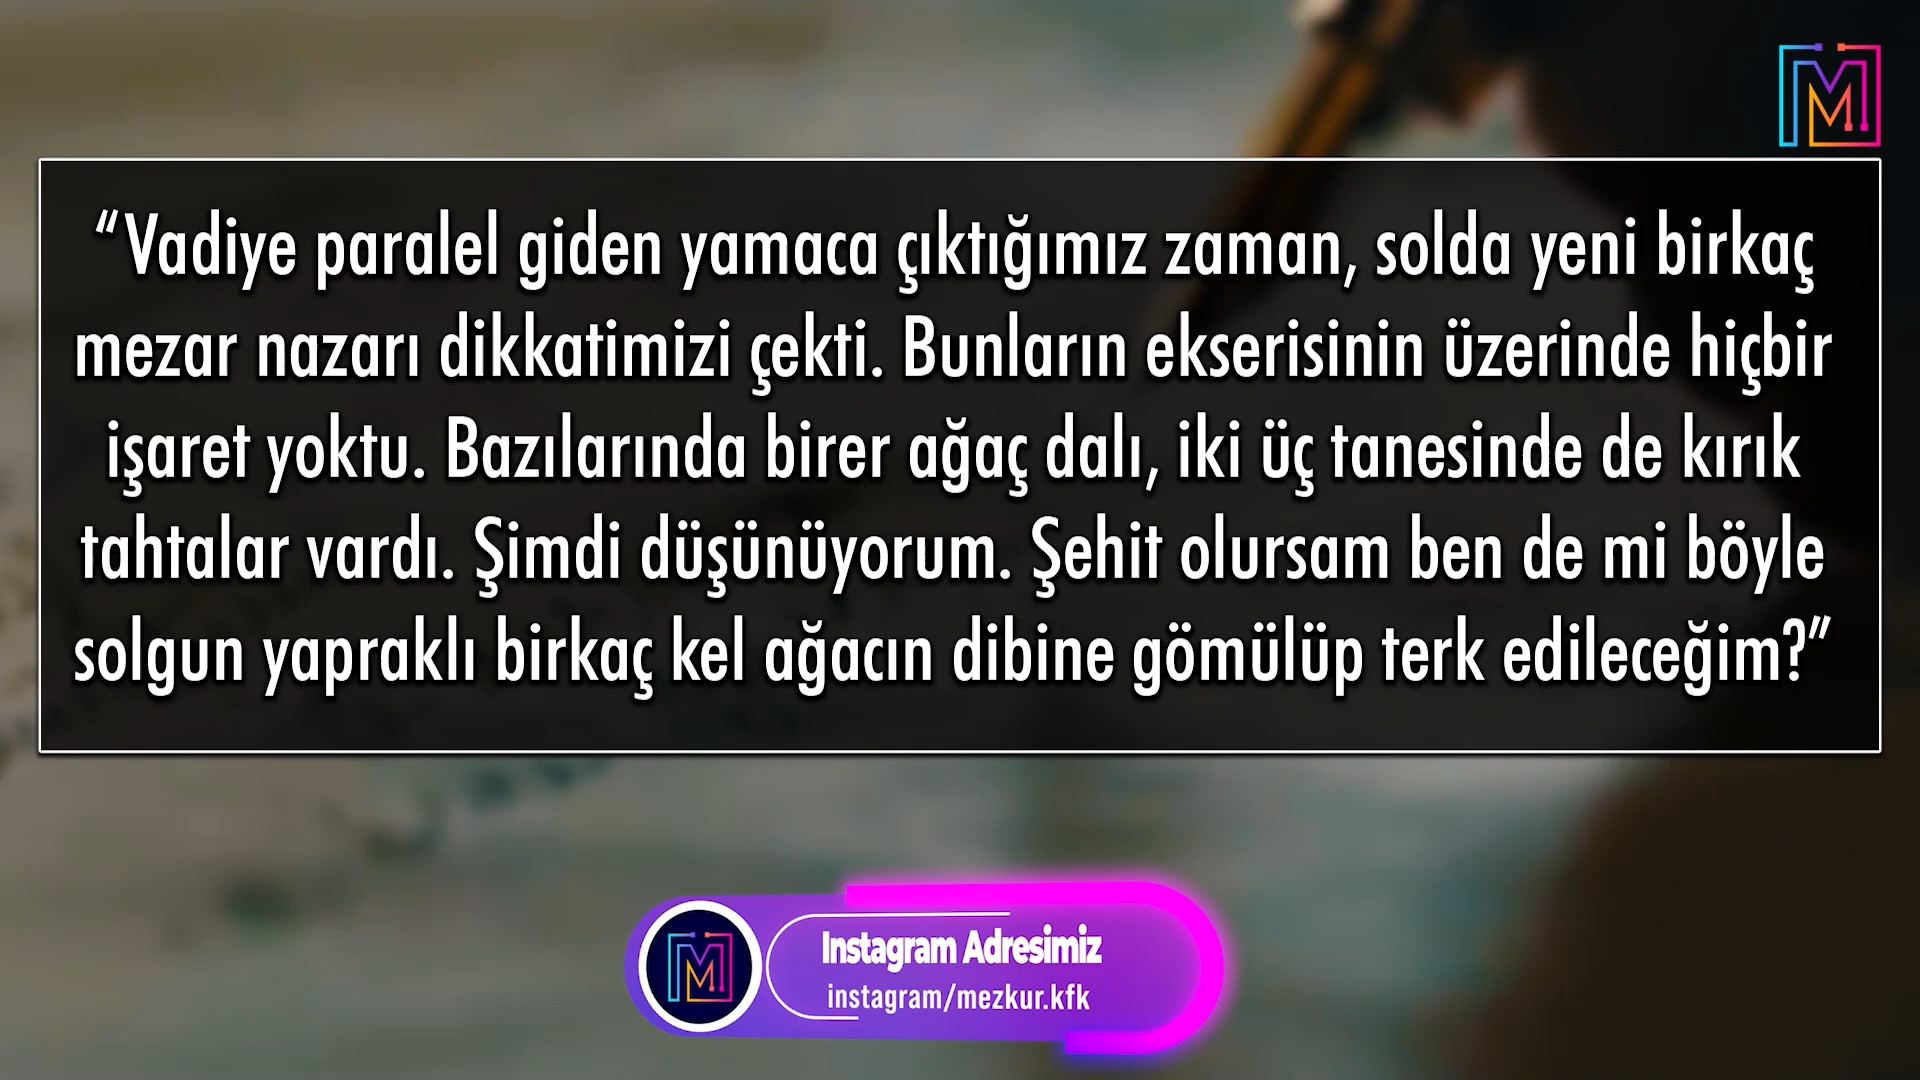 “Vadiye paralel giden yamaca çıktığımız zaman, solda yeni birkaç
mezar nazarı dikkatimizi çekti. Bunların ekserisinin üzerinde hiçbir
işaret yoktu. Bazılarında birer ağaç dalı, iki üç tanesinde de kırık
tahtalar vardı. Şimdi düşünüyorum. Şehit olursam ben de mi böyle
solgun yapraklı birkaç kel ağacın dibine gömülüp terk edileceğim?”
Instagram Adresimiz
instagram/mezkur.kfk